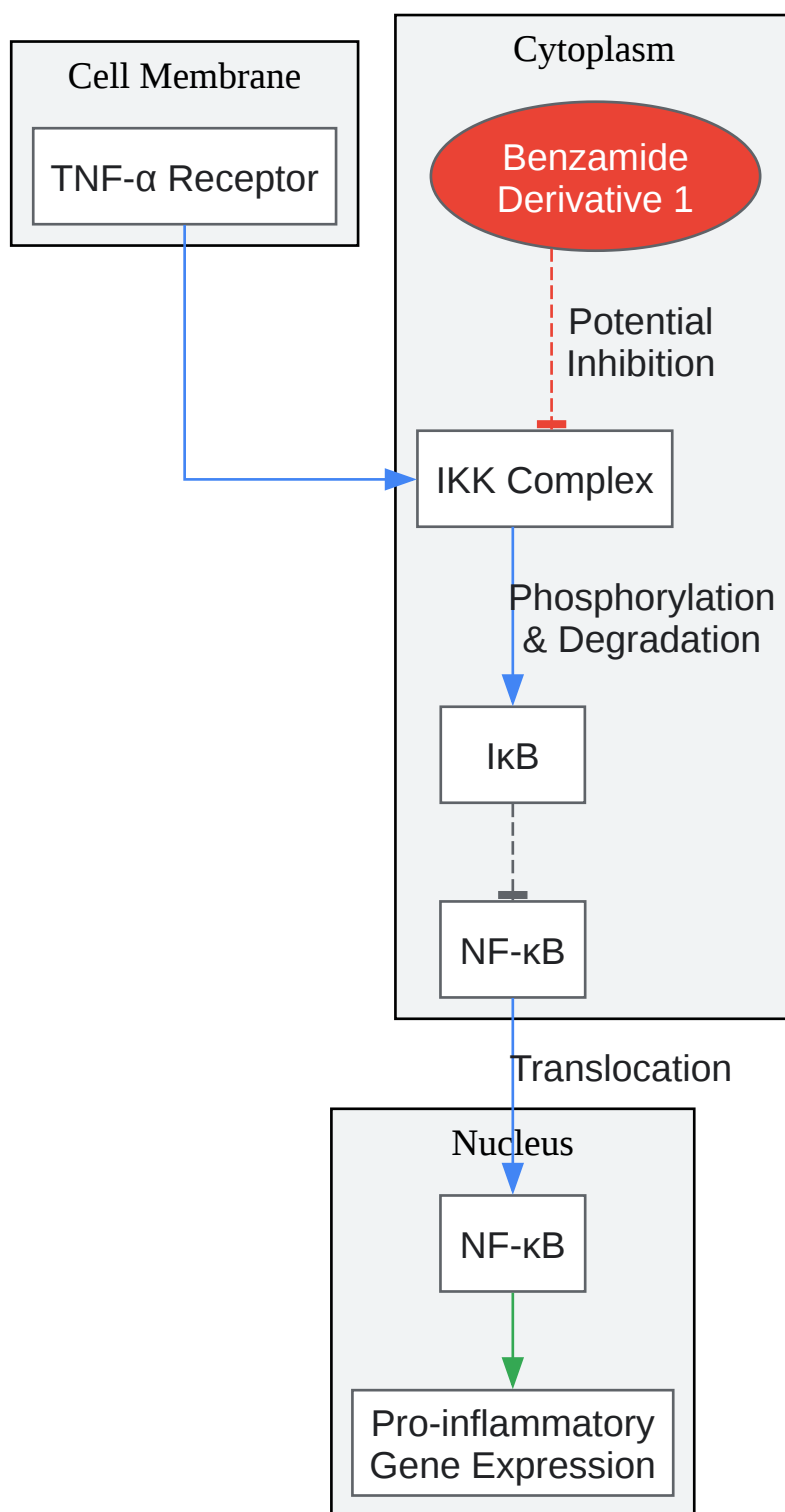 Cell Membrane
TNF-α Receptor
Cytoplasm
Benzamide
Derivative 1
Potential
Inhibition
IKK Complex
Phosphorylation
& Degradation
IκB
NF-κB
Translocation
Nucleus
NF-κB
Pro-inflammatory
Gene Expression